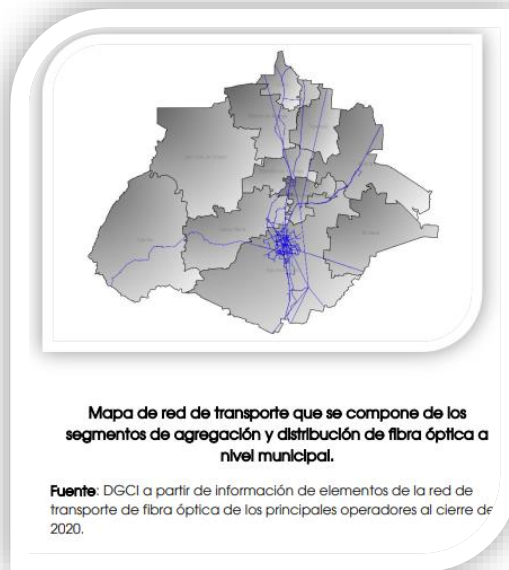 Mapa de red de transporte que se compone de los
segmentos de agregación y distribución de fibra óptica a
nivel municipal.
Fuente: DGCI a partir de información de elementos de la red de
transporte de fibra óptica de los principales operadores al cierre de
2020.